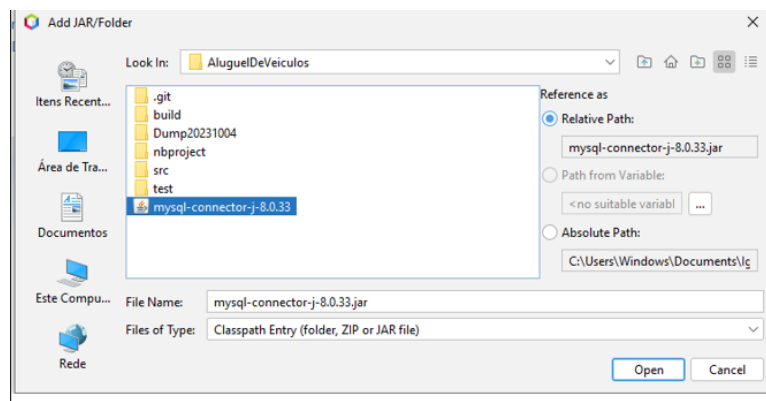 Add JAR/Folder
Look In: AluguelDeVeiculos
Itens Recent...
Área de Tra...
Documentos
Este Compu...
Rede
.git
build
Dump20231004
nbproject
src
test
mysql-connector-j-8.0.33
Reference as
Relative Path:
mysql-connector-j-8.0.33.jar
Path from Variable:
<no suitable variabl ...
Absolute Path:
C:\Users\Windows\Documents\Ig
File Name: mysql-connector-j-8.0.33.jar
Files of Type: Classpath Entry (folder, ZIP or JAR file)
Open Cancel